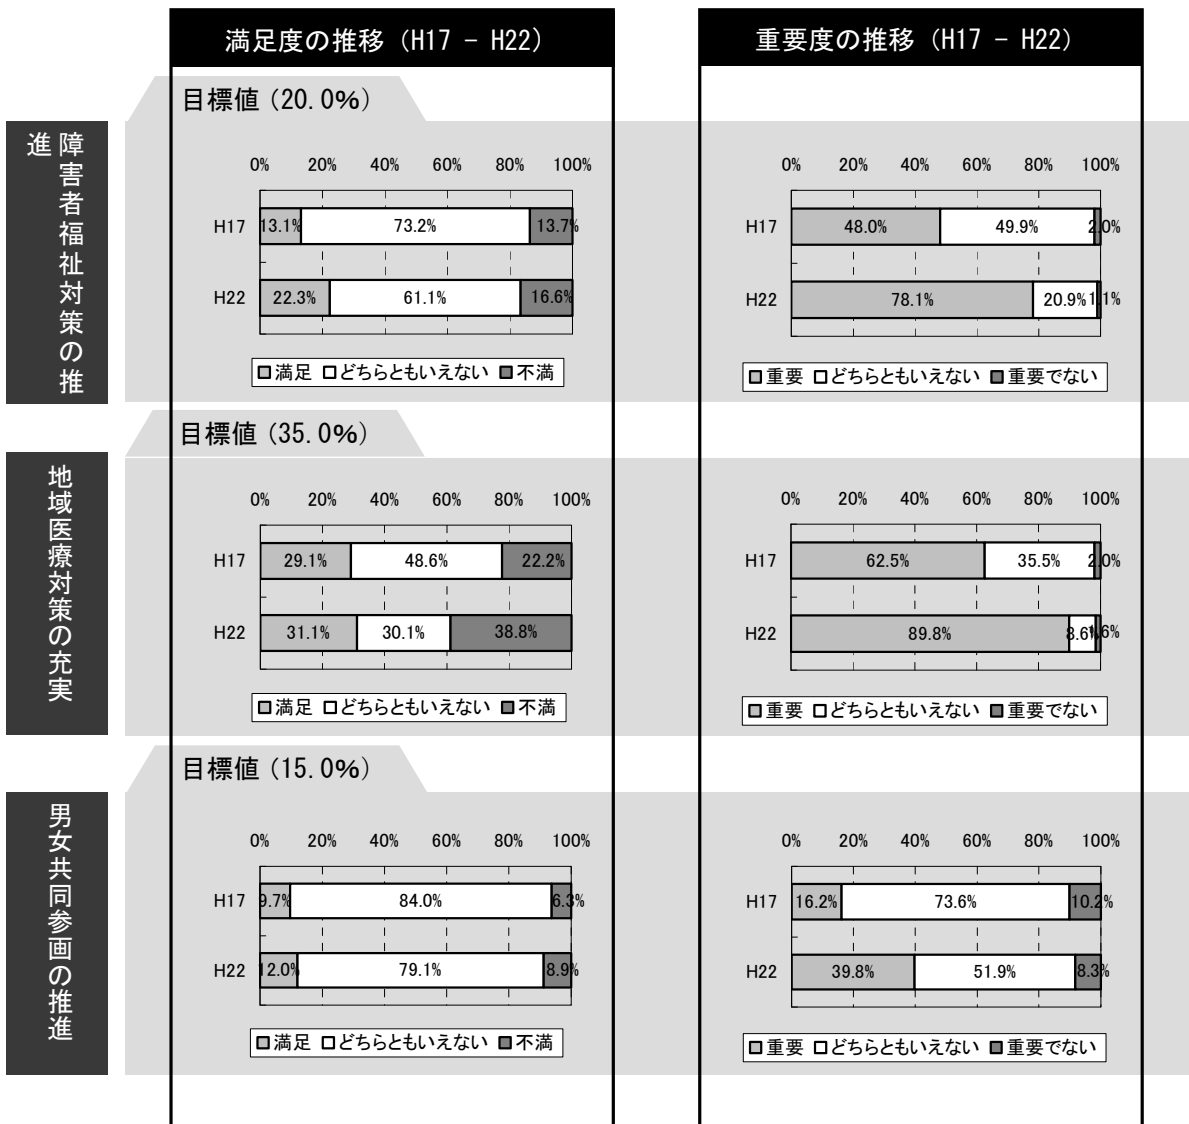 満足度の推移（H17 － H22）
重要度の推移（H17 － H22）
障害者福祉対策の推進
目標値（20.0%）
0% 20% 40% 60% 80% 100%
H17 13.1% 73.2% 13.7%
H22 22.3% 61.1% 16.6%
満足 どちらともいえない 不満
0% 20% 40% 60% 80% 100%
H17 48.0% 49.9% 2.0%
H22 78.1% 20.9% 1.1%
重要 どちらともいえない 重要でない
地域医療対策の充実
目標値（35.0%）
0% 20% 40% 60% 80% 100%
H17 29.1% 48.6% 22.2%
H22 31.1% 30.1% 38.8%
満足 どちらともいえない 不満
0% 20% 40% 60% 80% 100%
H17 62.5% 35.5% 2.0%
H22 89.8% 8.6% 1.6%
重要 どちらともいえない 重要でない
男女共同参画の推進
目標値（15.0%）
0% 20% 40% 60% 80% 100%
H17 9.7% 84.0% 6.3%
H22 12.0% 79.1% 8.9%
満足 どちらともいえない 不満
0% 20% 40% 60% 80% 100%
H17 16.2% 73.6% 10.2%
H22 39.8% 51.9% 8.3%
重要 どちらともいえない 重要でない